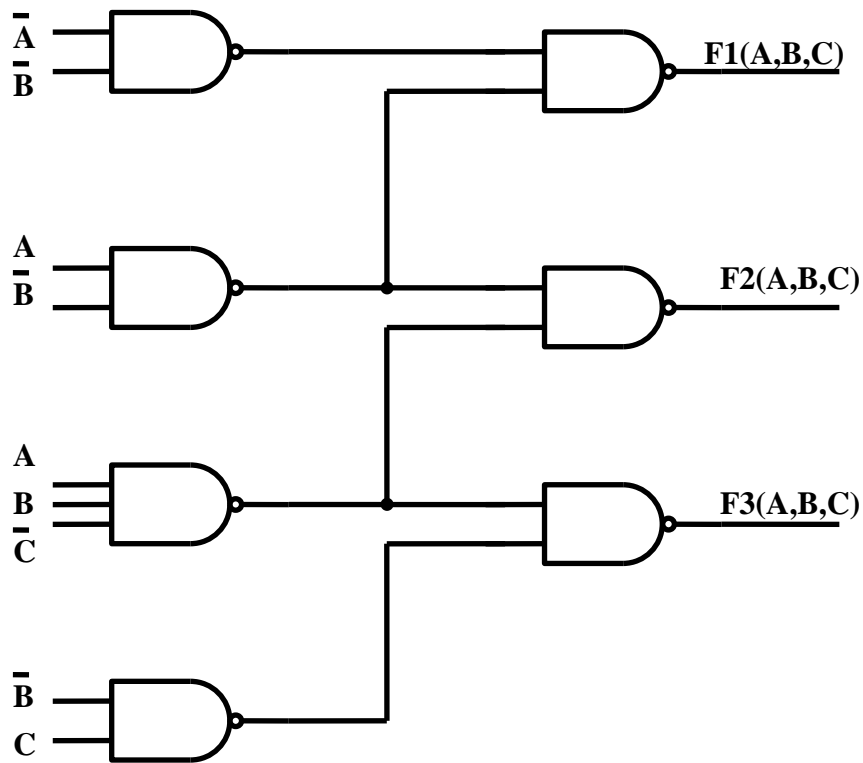 A̅
B̅
F1(A,B,C)
A
B̅
F2(A,B,C)
A
B
C̅
F3(A,B,C)
B̅
C